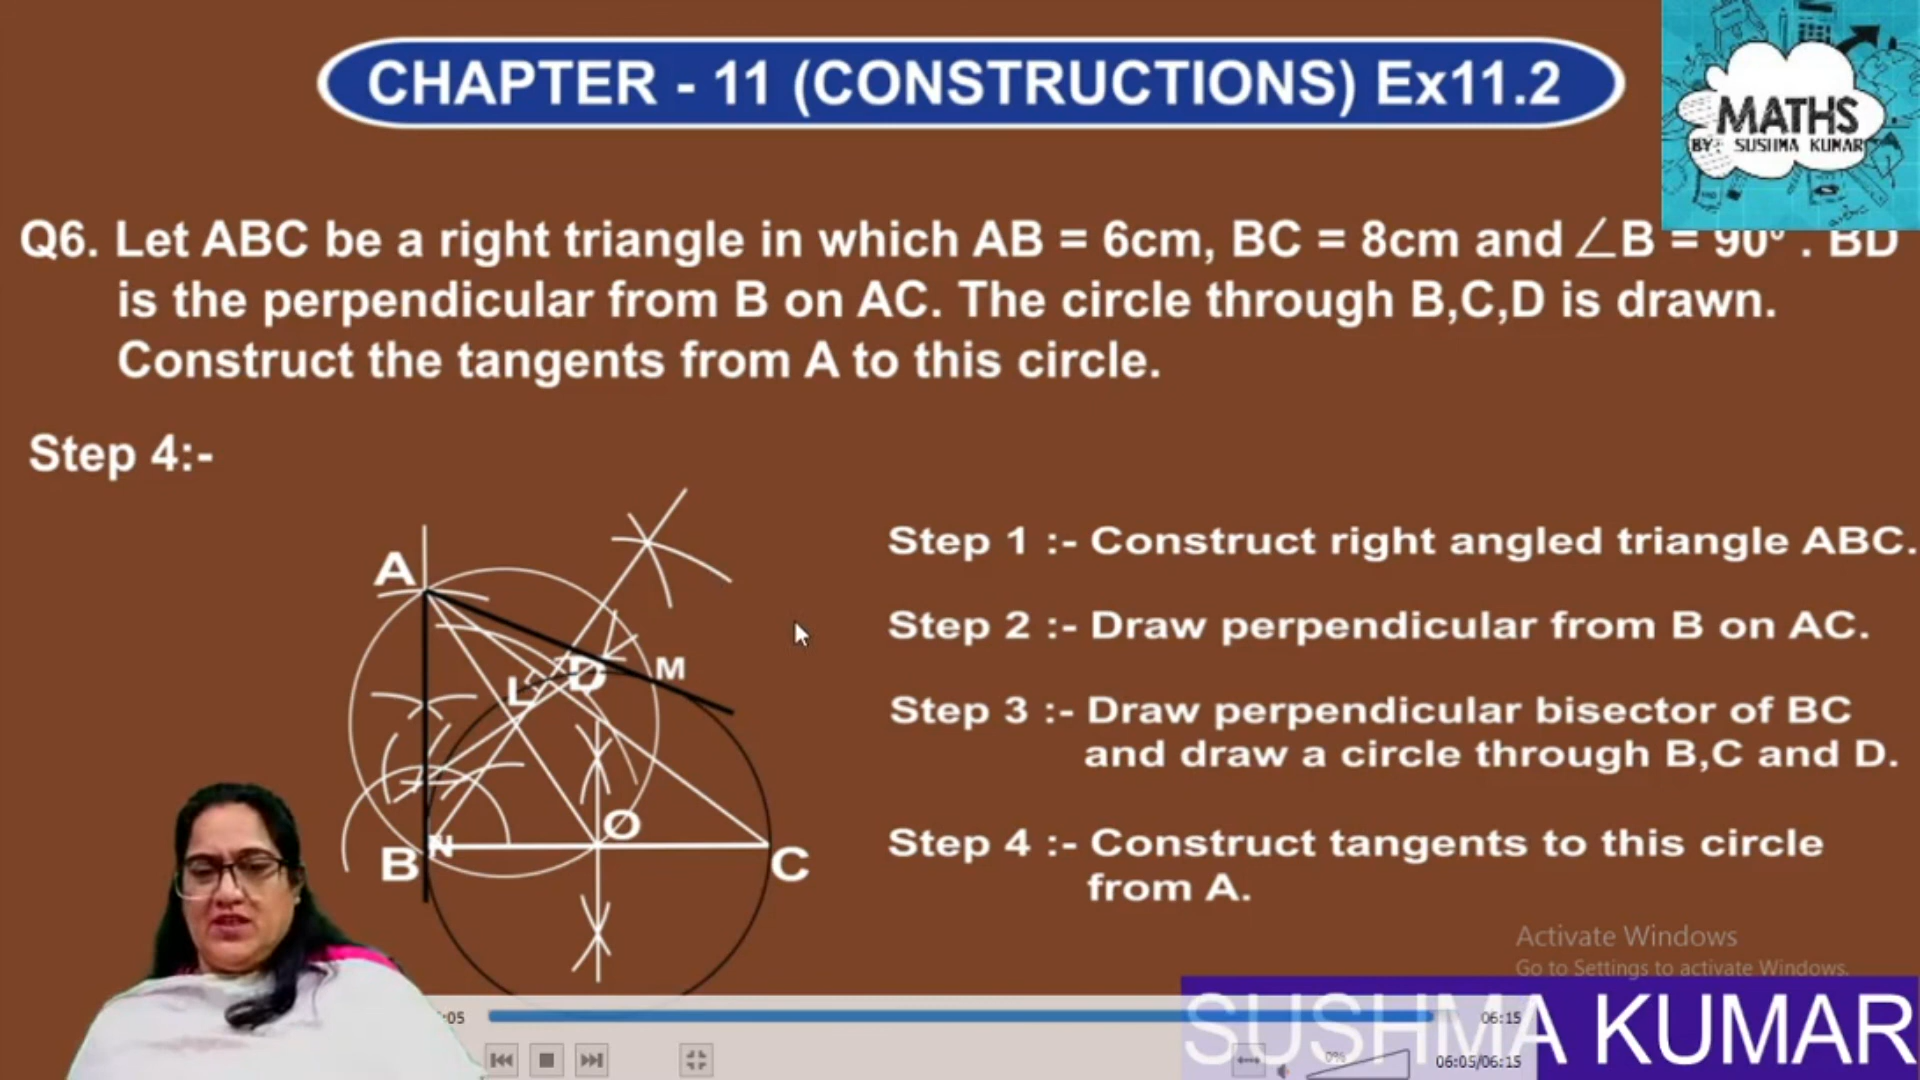 CHAPTER - 11 (CONSTRUCTIONS) Ex11.2
MATHS
BY: SUSHMA KUMAR
Q6. Let ABC be a right triangle in which AB = 6cm, BC = 8cm and ∠B = 90⁰ . BD
is the perpendicular from B on AC. The circle through B,C,D is drawn.
Construct the tangents from A to this circle.
Step 4:-
A
D
M
L
O
B
N
C
Step 1 :- Construct right angled triangle ABC.
Step 2 :- Draw perpendicular from B on AC.
Step 3 :- Draw perpendicular bisector of BC
and draw a circle through B,C and D.
Step 4 :- Construct tangents to this circle
from A.
Activate Windows
Go to Settings to activate Windows.
SUSHMA KUMAR
:05
06:15
0%
06:05/06:15